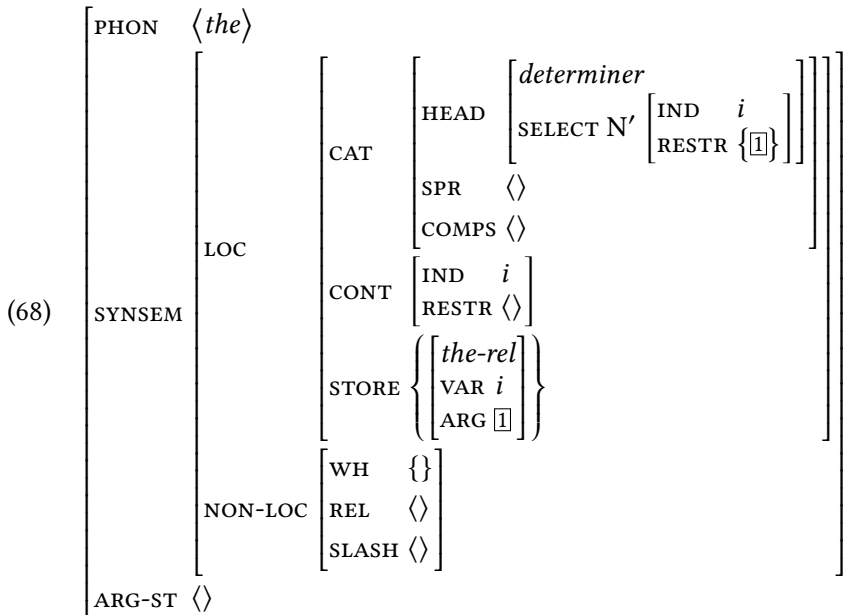 PHON ⟨the⟩
determiner
HEAD SELECT N′ IND i
RESTR {1}
CAT
SPR ⟨⟩
COMPS ⟨⟩
LOC
CONT IND i
RESTR ⟨⟩
(68) SYNSEM
the-rel
STORE { VAR i }
ARG 1
WH {}
NON-LOC REL ⟨⟩
SLASH ⟨⟩
ARG-ST ⟨⟩